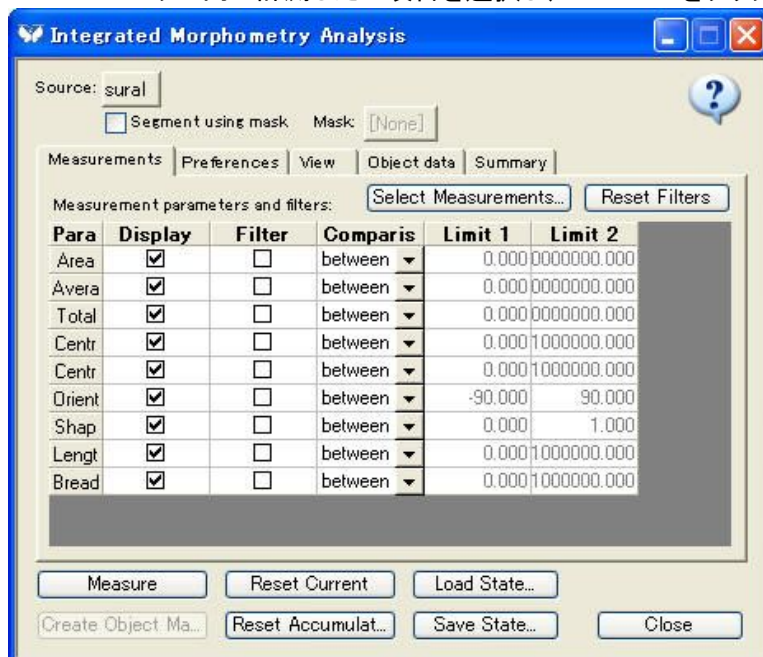 Integrated Morphometry Analysis
Source: sural
Segment using mask Mask: [None]
Measurements Preferences View Object data Summary
Measurement parameters and filters: Select Measurements... Reset Filters
Para Display Filter Comparis Limit 1 Limit 2
Area between 0.000 0000000.000
Avera between 0.000 0000000.000
Total between 0.000 0000000.000
Centr between 0.000 1000000.000
Centr between 0.000 1000000.000
Orient between -90.000 90.000
Shap between 0.000 1.000
Lengt between 0.000 1000000.000
Bread between 0.000 1000000.000
Measure Reset Current Load State...
Create Object Ma... Reset Accumulat... Save State... Close